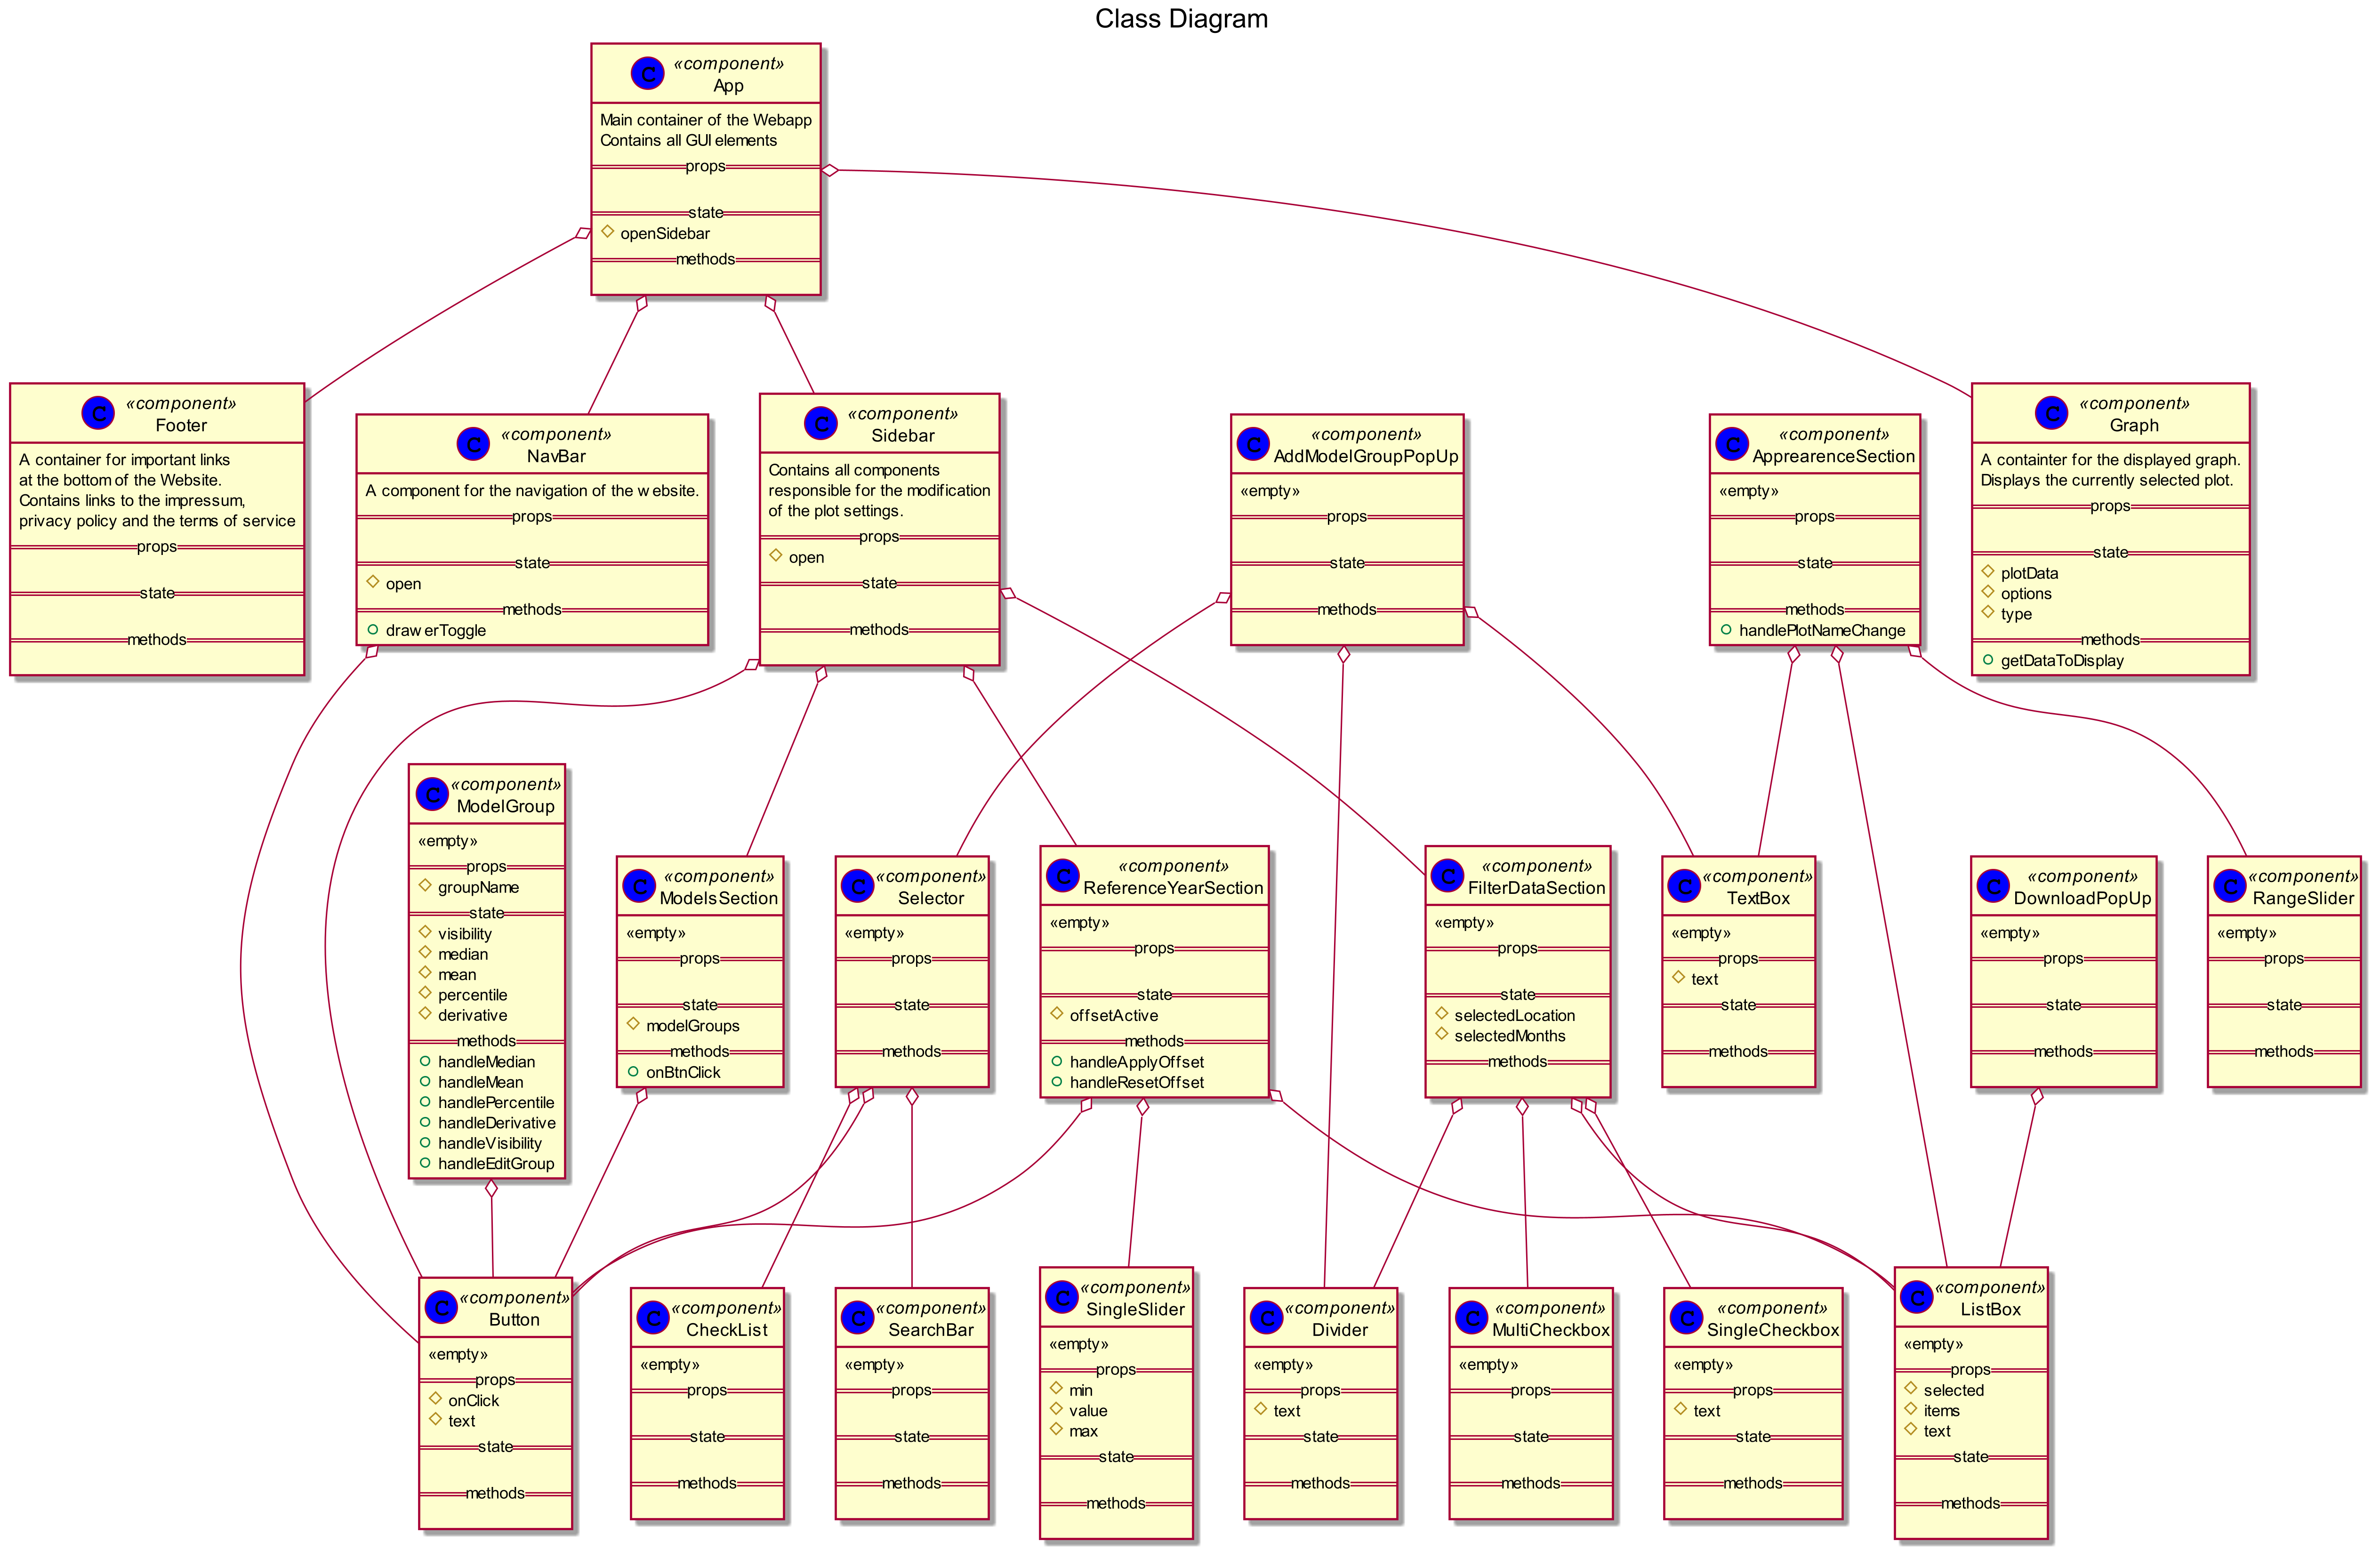 Class Diagram
C
«component»
App
Main container of the Webapp
Contains all GUI elements
props
state
openSidebar
methods
C
«component»
Footer
A container for important links
at the bottom of the Website.
Contains links to the impressum,
privacy policy and the terms of service
props
state
methods
C
«component»
NavBar
A component for the navigation of the website.
props
state
open
methods
drawerToggle
C
«component»
Sidebar
Contains all components
responsible for the modification
of the plot settings.
props
open
state
methods
C
«component»
AddModelGroupPopUp
«empty»
props
state
methods
C
«component»
ApprearenceSection
«empty»
props
state
methods
handlePlotNameChange
C
«component»
Graph
A containter for the displayed graph.
Displays the currently selected plot.
props
state
plotData
options
type
methods
getDataToDisplay
C
«component»
ModelGroup
«empty»
props
groupName
state
visibility
median
mean
percentile
derivative
methods
handleMedian
handleMean
handlePercentile
handleDerivative
handleVisibility
handleEditGroup
C
«component»
ModelsSection
«empty»
props
state
modelGroups
methods
onBtnClick
C
«component»
Selector
«empty»
props
state
methods
C
«component»
ReferenceYearSection
«empty»
props
state
offsetActive
methods
handleApplyOffset
handleResetOffset
C
«component»
FilterDataSection
«empty»
props
state
selectedLocation
selectedMonths
methods
C
«component»
TextBox
«empty»
props
text
state
methods
C
«component»
DownloadPopUp
«empty»
props
state
methods
C
«component»
RangeSlider
«empty»
props
state
methods
C
«component»
Button
«empty»
props
onClick
text
state
methods
C
«component»
CheckList
«empty»
props
state
methods
C
«component»
SearchBar
«empty»
props
state
methods
C
«component»
SingleSlider
«empty»
props
min
value
max
state
methods
C
«component»
Divider
«empty»
props
text
state
methods
C
«component»
MultiCheckbox
«empty»
props
state
methods
C
«component»
SingleCheckbox
«empty»
props
text
state
methods
C
«component»
ListBox
«empty»
props
selected
items
text
state
methods